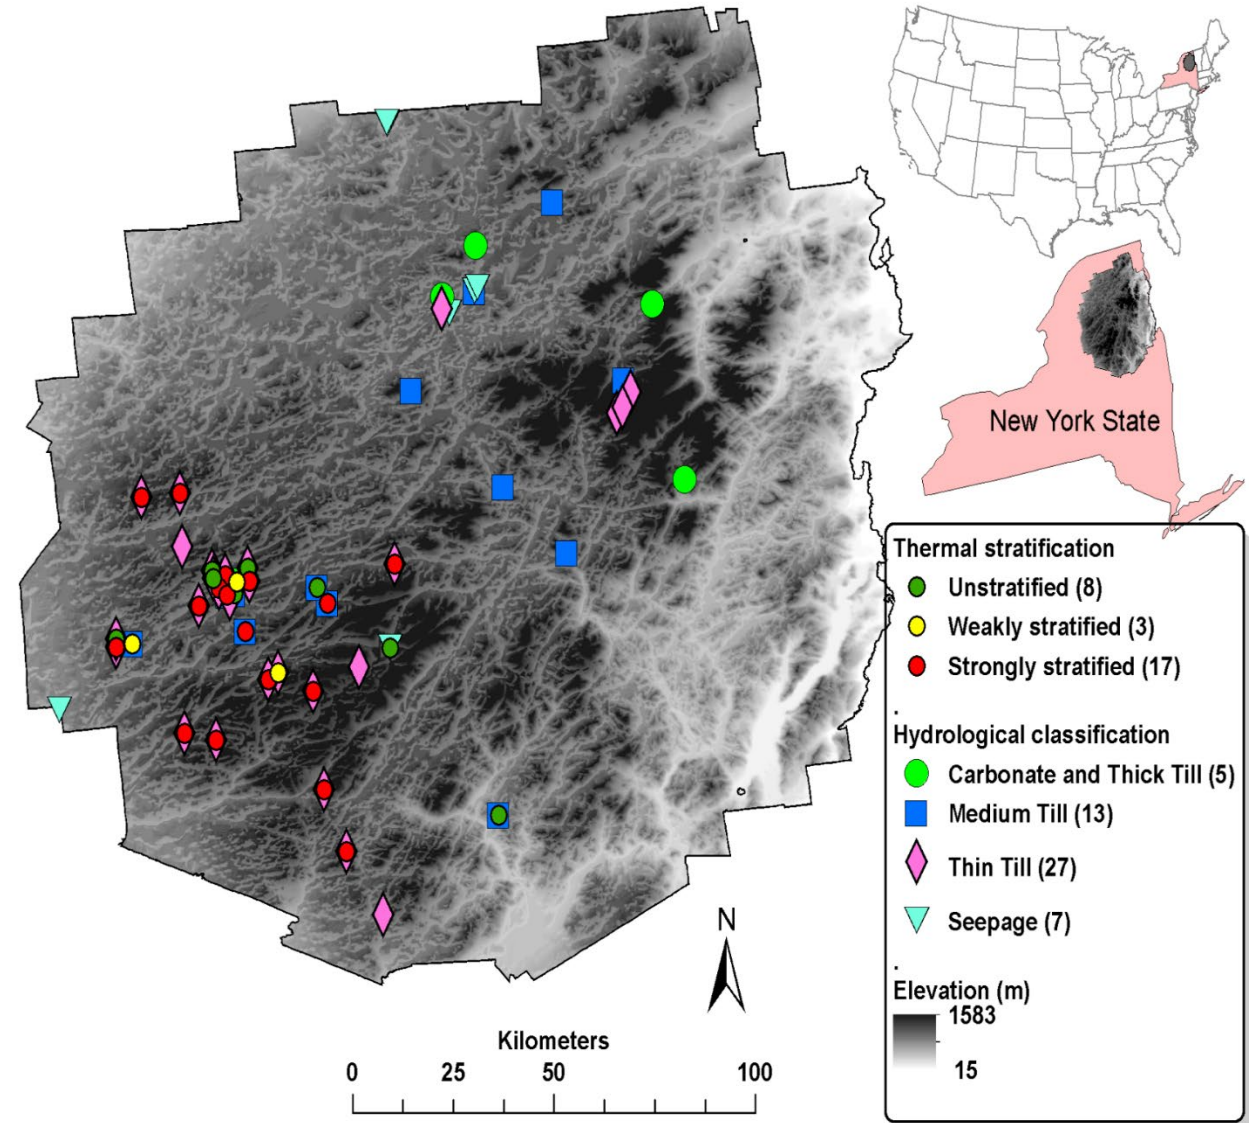 New York State
Thermal stratification
Unstratified (8)
Weakly stratified (3)
Strongly stratified (17)
.
Hydrological classification
Carbonate and Thick Till (5)
Medium Till (13)
Thin Till (27)
Seepage (7)
.
Elevation (m)
1583
15
N
Kilometers
0 25 50 100